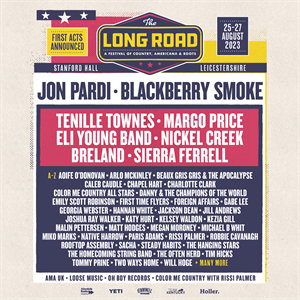 The
LONG ROAD
A FESTIVAL OF COUNTRY, AMERICANA & ROOTS
FIRST ACTS
ANNOUNCED
25-27
AUGUST
2023
STANFORD HALL
LEICESTERSHIRE
JON PARDI · BLACKBERRY SMOKE
TENILLE TOWNES · MARGO PRICE
ELI YOUNG BAND · NICKEL CREEK
BRELAND · SIERRA FERRELL
A-Z AOIFE O'DONOVAN · ARLO MCKINLEY · BEAUX GRIS GRIS & THE APOCALYPSE
CALEB CAUDLE · CHAPEL HART · CHARLOTTE CLARK
COLOR ME COUNTRY ALL STARS · DANNY & THE CHAMPIONS OF THE WORLD
EMILY SCOTT ROBINSON · FIRST TIME FLYERS · FOREIGN AFFAIRS · GABE LEE
GEORGIA WEBSTER · HANNAH WHITE · JACKSON DEAN · JILL ANDREWS
JOSHUA RAY WALKER · KATY HURT · KELSEY WALDON · KEZIA GILL
MALIN PETTERSEN · MATT HODGES · MEGAN MORONEY · MICHAEL B WHIT
MIKO MARKS · NATIVE HARROW · PARIS ADAMS · RISSI PALMER · ROBBIE CAVANAGH
ROOFTOP ASSEMBLY · SACHA · STEADY HABITS · THE HANGING STARS
THE HOMECOMING STRING BAND · THE OFTEN HERD · TIM HICKS
TOMMY PRINE · TWO WAYS HOME · WILL HOGE + MANY MORE
AMA UK · LOOSE MUSIC · OH BOY RECORDS · COLOR ME COUNTRY WITH RISSI PALMER
YETI
Holler.